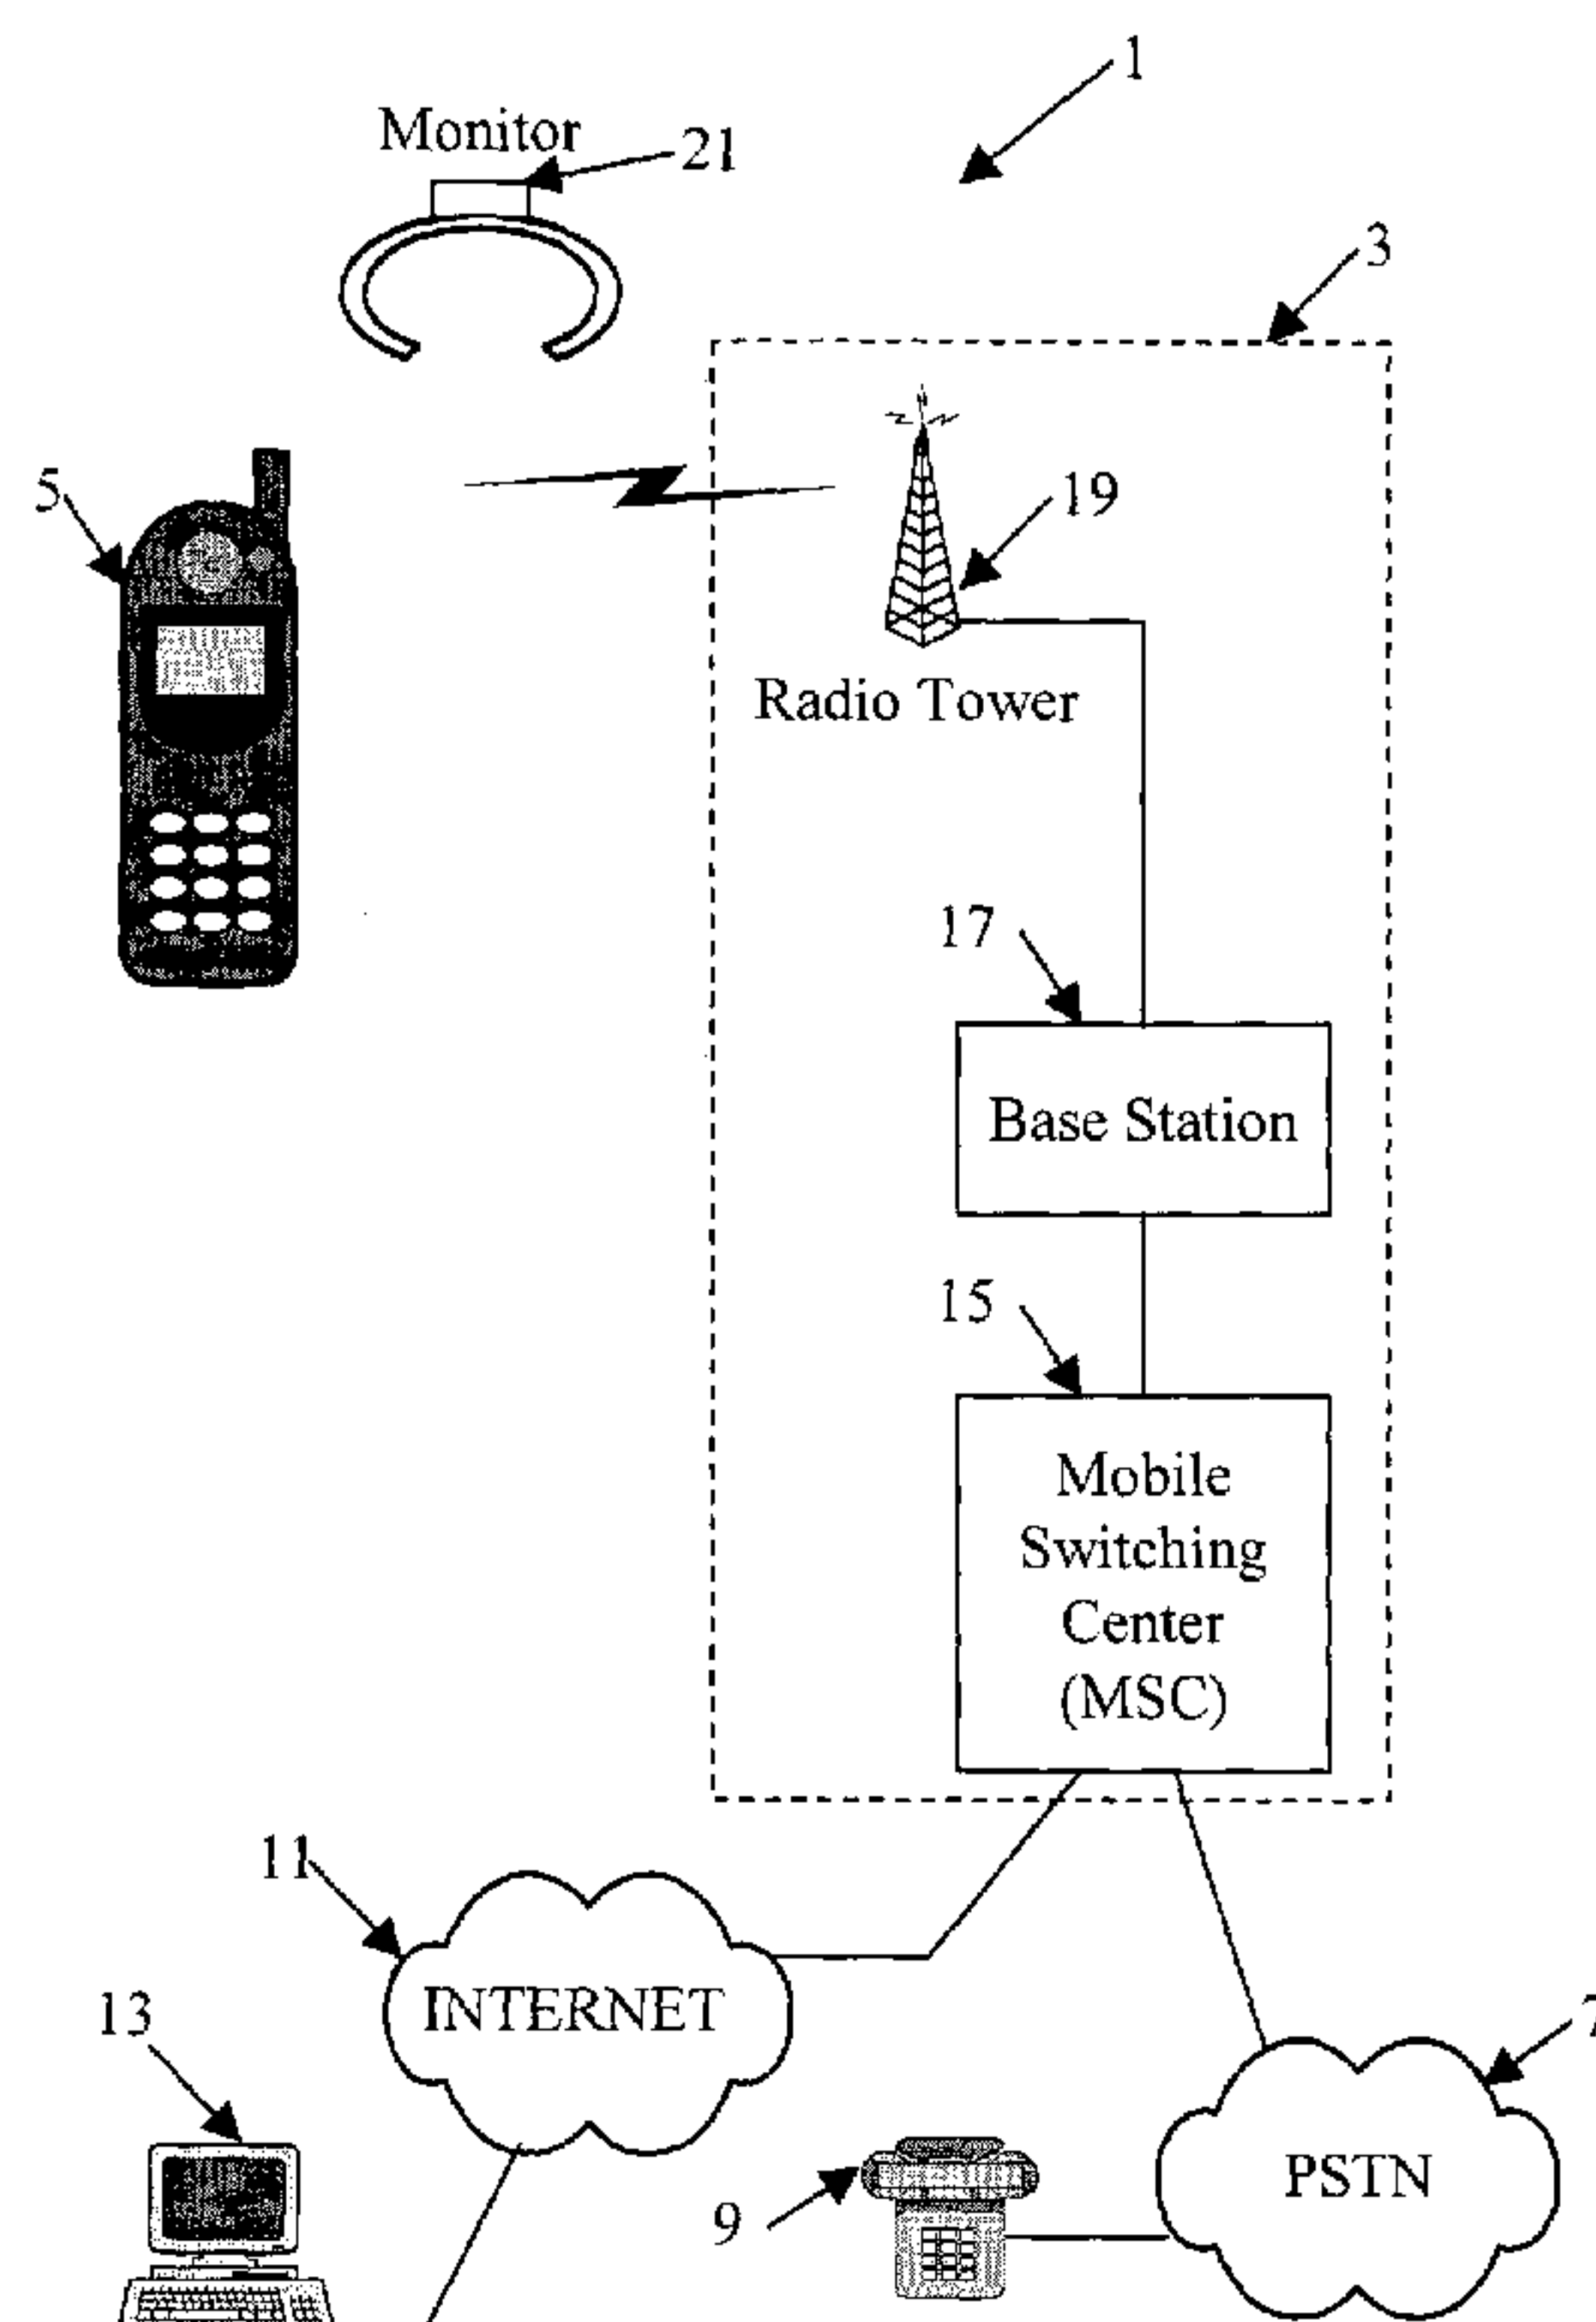 1
Monitor
21
3
5
19
Radio Tower
17
Base Station
15
Mobile
Switching
Center
(MSC)
11
INTERNET
13
7
PSTN
9